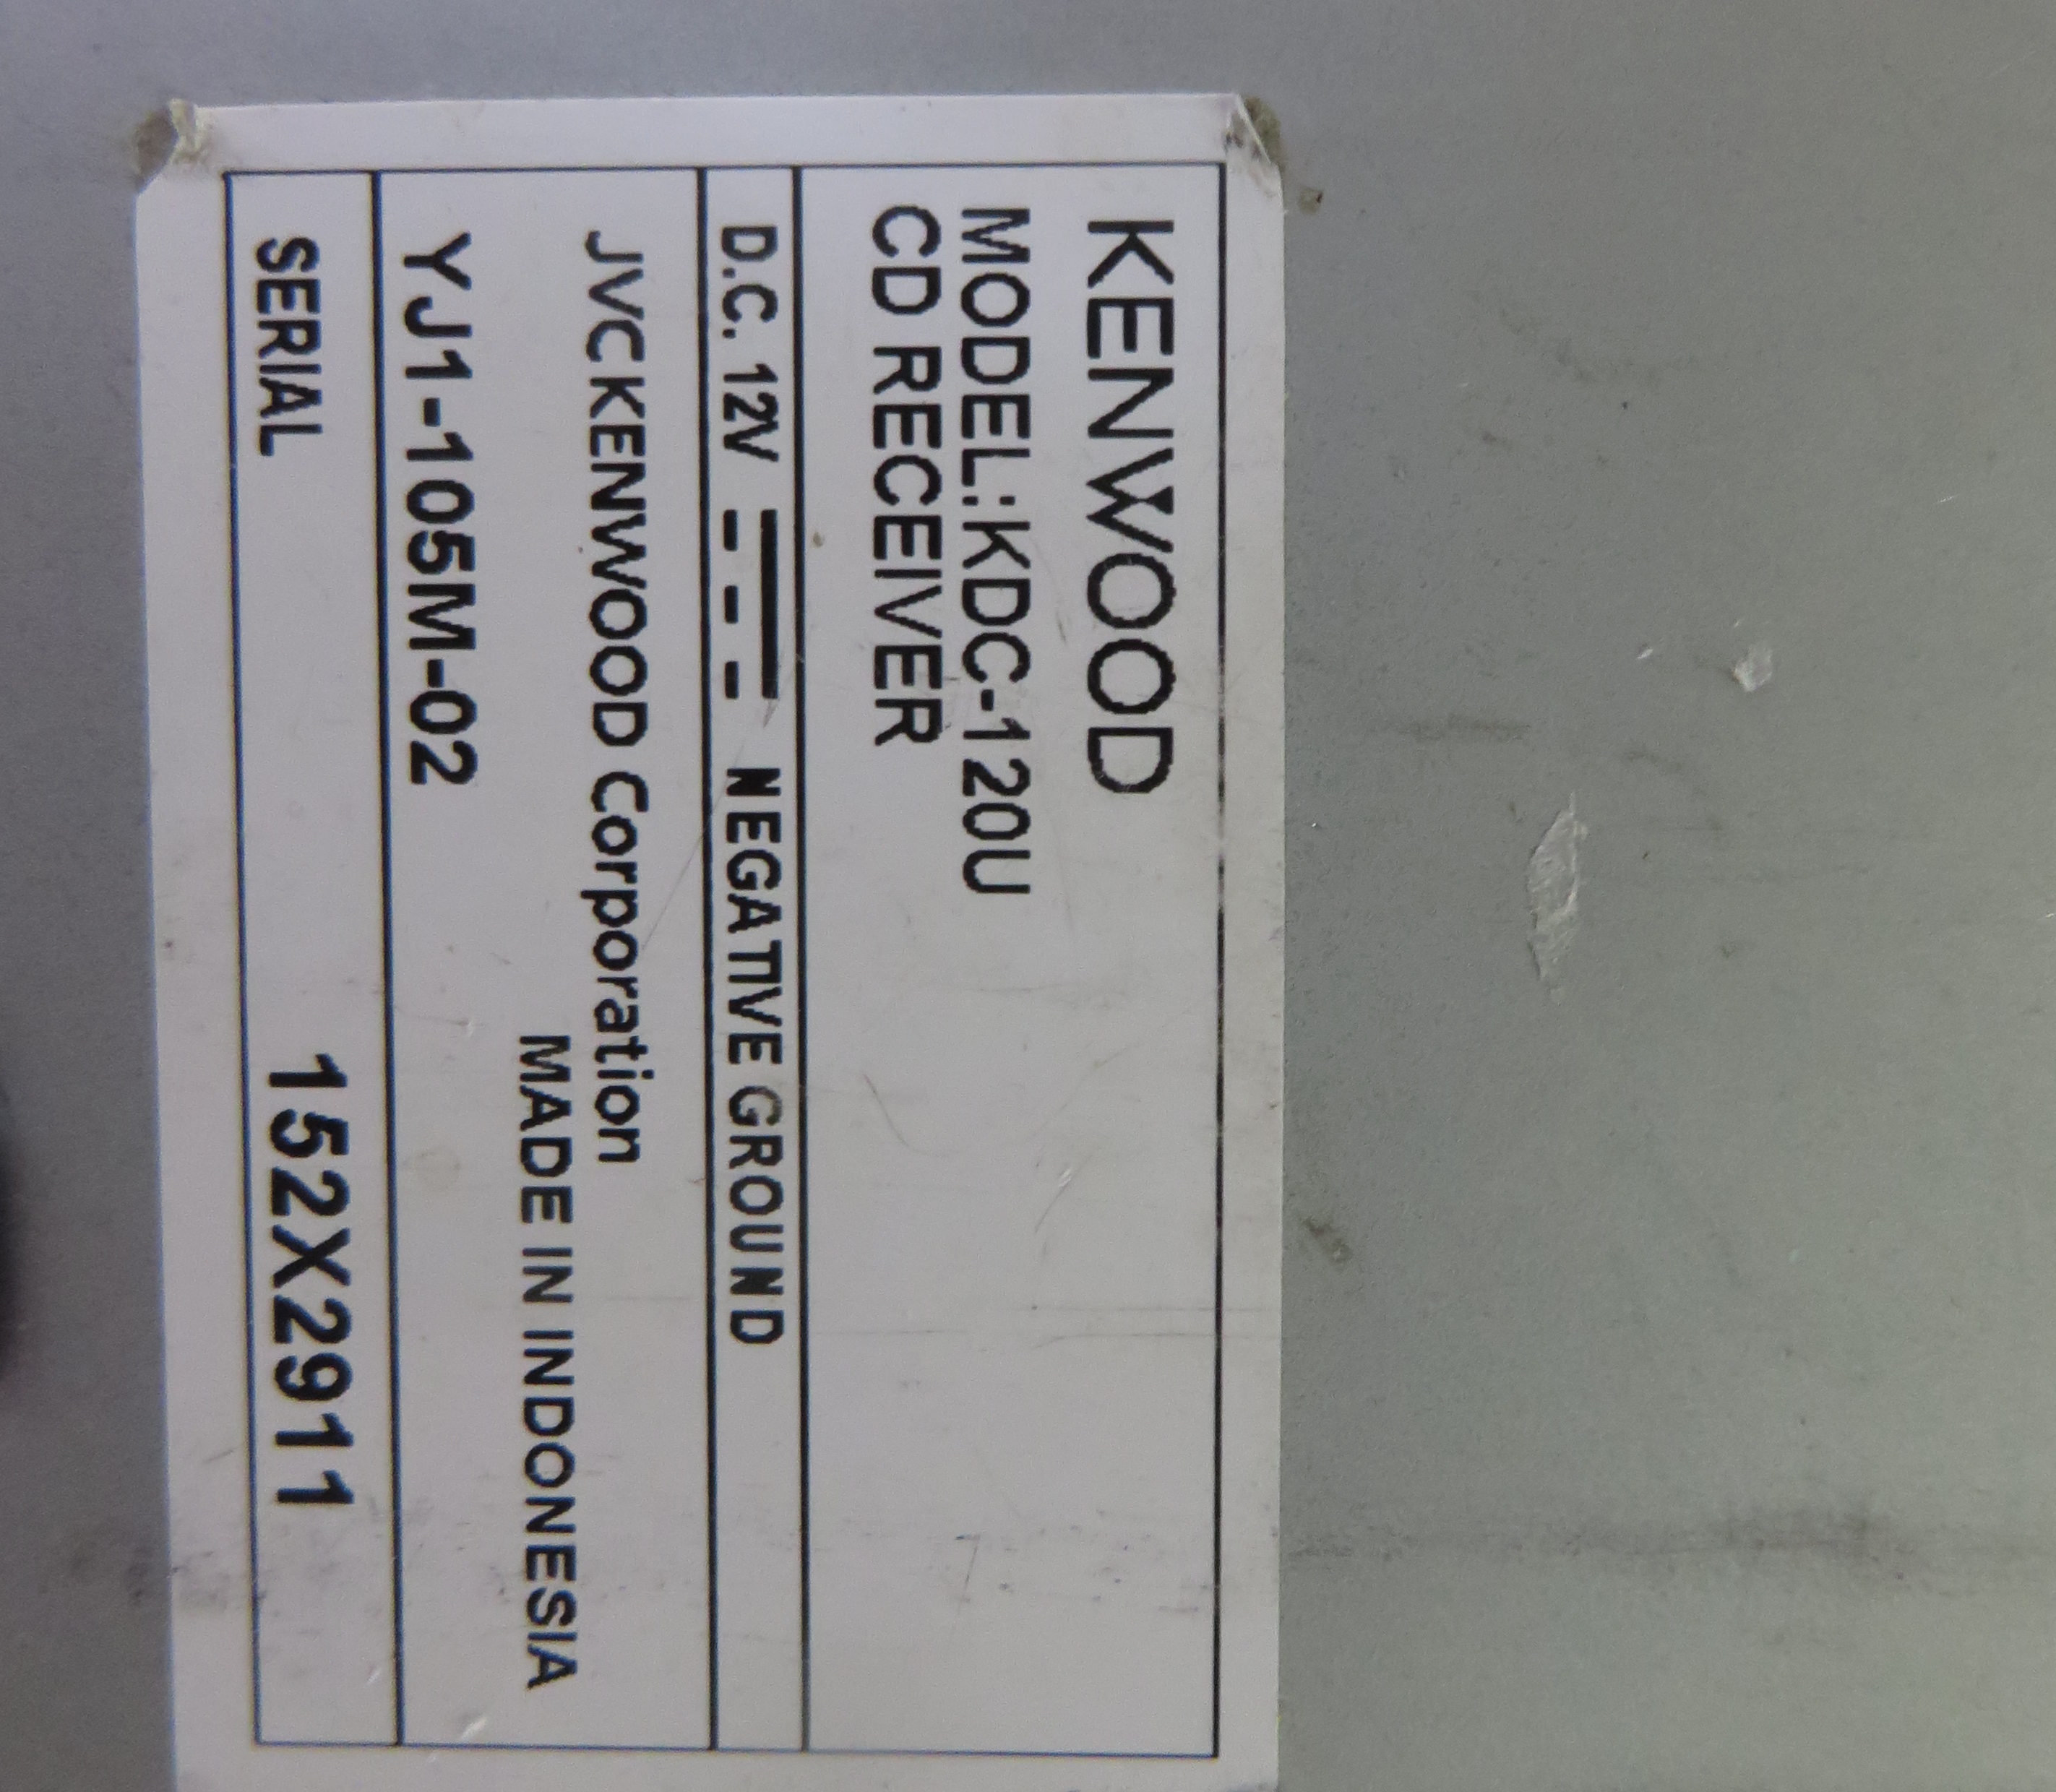 KENWOOD
MODEL:KDC-120U
CD RECEIVER
D.C. 12V NEGATIVE GROUND
JVCKENWOOD Corporation
MADE IN INDONESIA
YJ1-105M-02
SERIAL 152X2911